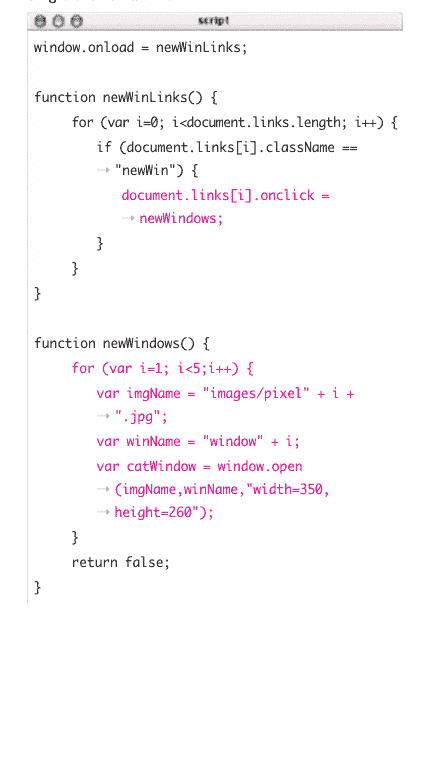 script
window.onload = newWinLinks;
function newWinLinks() {
for (var i=0; i<document.links.length; i++) {
if (document.links[i].className ==
→ "newWin") {
document.links[i].onclick =
→ newWindows;
}
}
}
function newWindows() {
for (var i=1; i<5;i++) {
var imgName = "images/pixel" + i +
→ ".jpg";
var winName = "window" + i;
var catWindow = window.open
→ (imgName,winName,"width=350,
→ height=260");
}
return false;
}